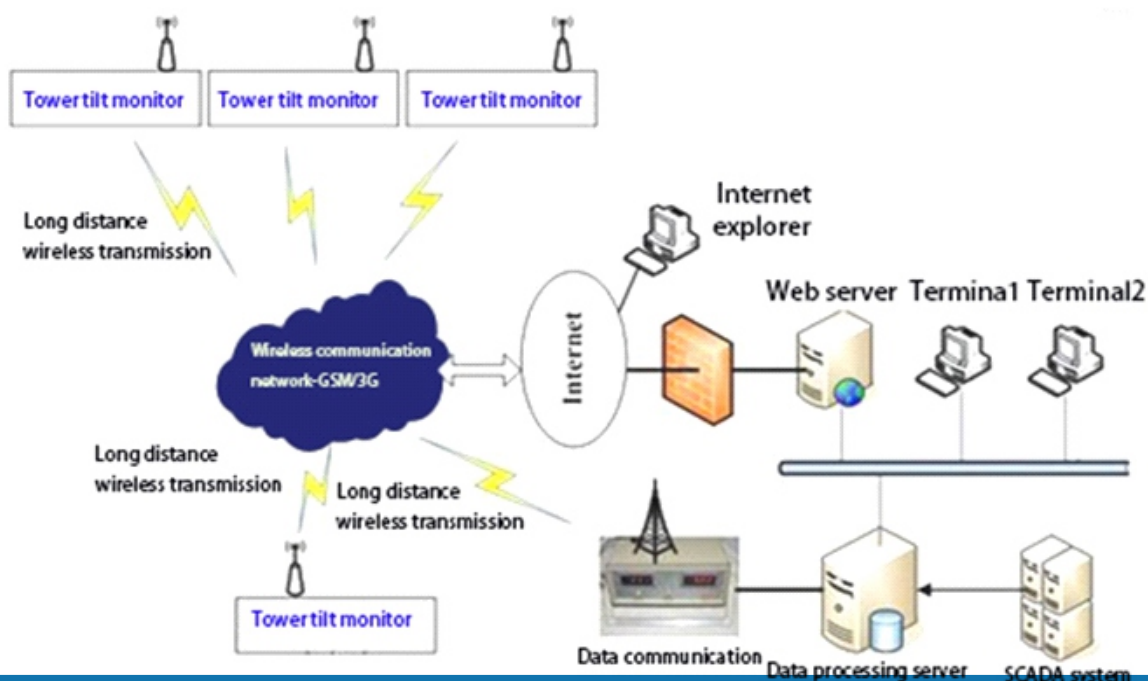 Tower tilt monitor
Tower tilt monitor
Tower tilt monitor
Long distance
wireless transmission
Internet
explorer
Web server
Termina1
Terminal2
Wireless communication
network-GSM/3G
Internet
Long distance
wireless transmission
Long distance
wireless transmission
Tower tilt monitor
Data communication
Data processing server
SCADA system